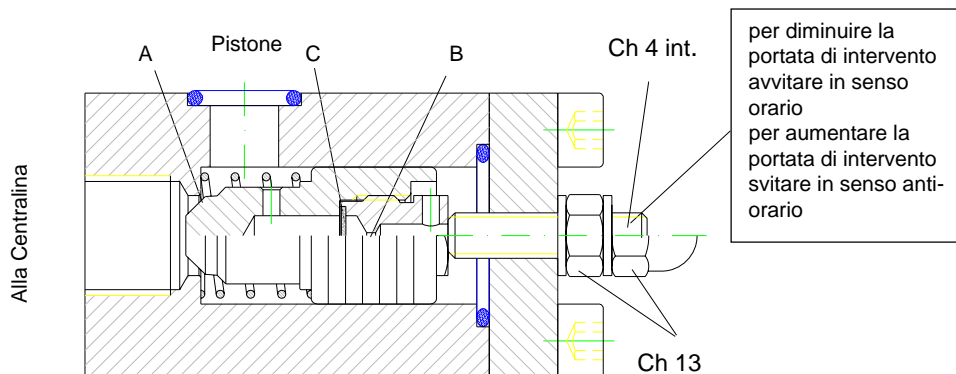 A
Pistone
C
B
Ch 4 int.
per diminuire la
portata di intervento
avvitare in senso
orario
per aumentare la
portata di intervento
svitare in senso anti-
orario
Alla Centralina
Ch 13